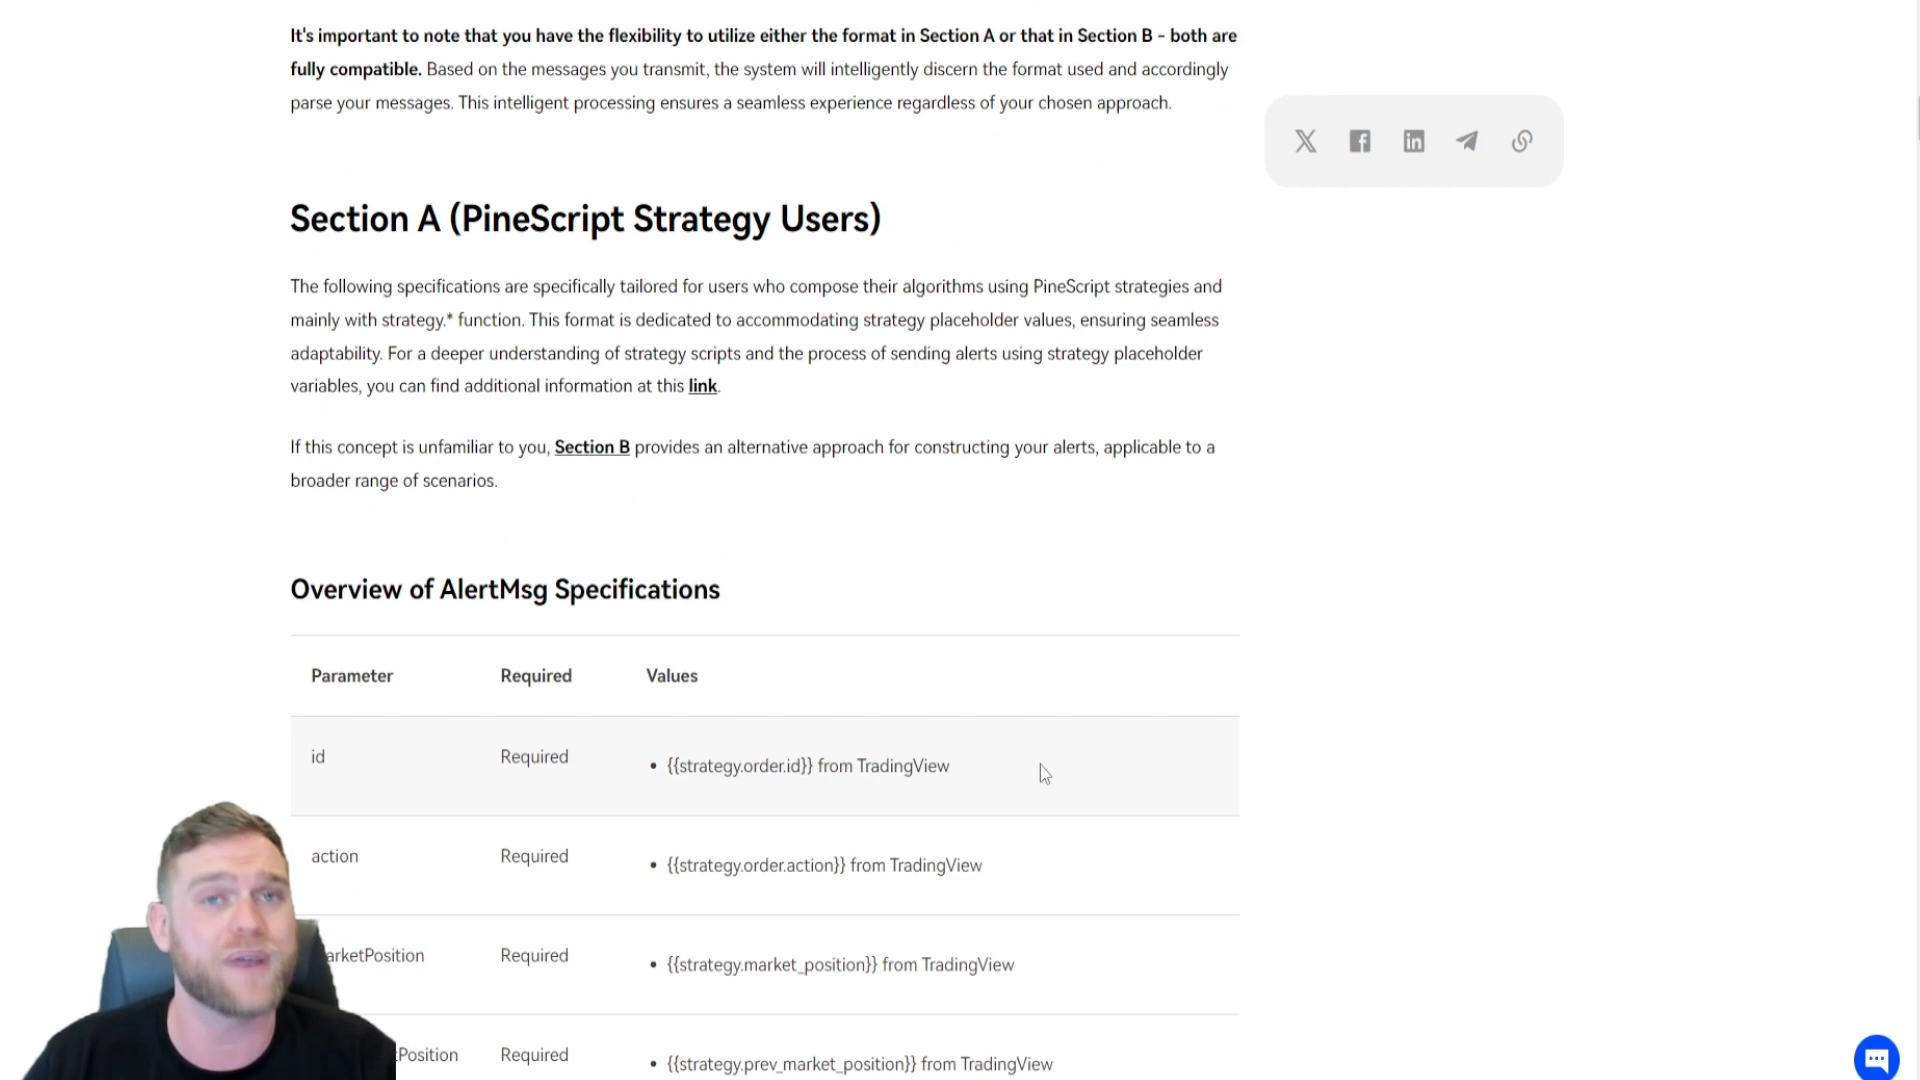 It's important to note that you have the flexibility to utilize either the format in Section A or that in Section B - both are
fully compatible. Based on the messages you transmit, the system will intelligently discern the format used and accordingly
parse your messages. This intelligent processing ensures a seamless experience regardless of your chosen approach.
Section A (PineScript Strategy Users)
The following specifications are specifically tailored for users who compose their algorithms using PineScript strategies and
mainly with strategy.* function. This format is dedicated to accommodating strategy placeholder values, ensuring seamless
adaptability. For a deeper understanding of strategy scripts and the process of sending alerts using strategy placeholder
variables, you can find additional information at this link.
If this concept is unfamiliar to you, Section B provides an alternative approach for constructing your alerts, applicable to a
broader range of scenarios.
Overview of AlertMsg Specifications
Parameter Required Values
id Required • {{strategy.order.id}} from TradingView
action Required • {{strategy.order.action}} from TradingView
arketPosition Required • {{strategy.market_position}} from TradingView
Position Required • {{strategy.prev_market_position}} from TradingView